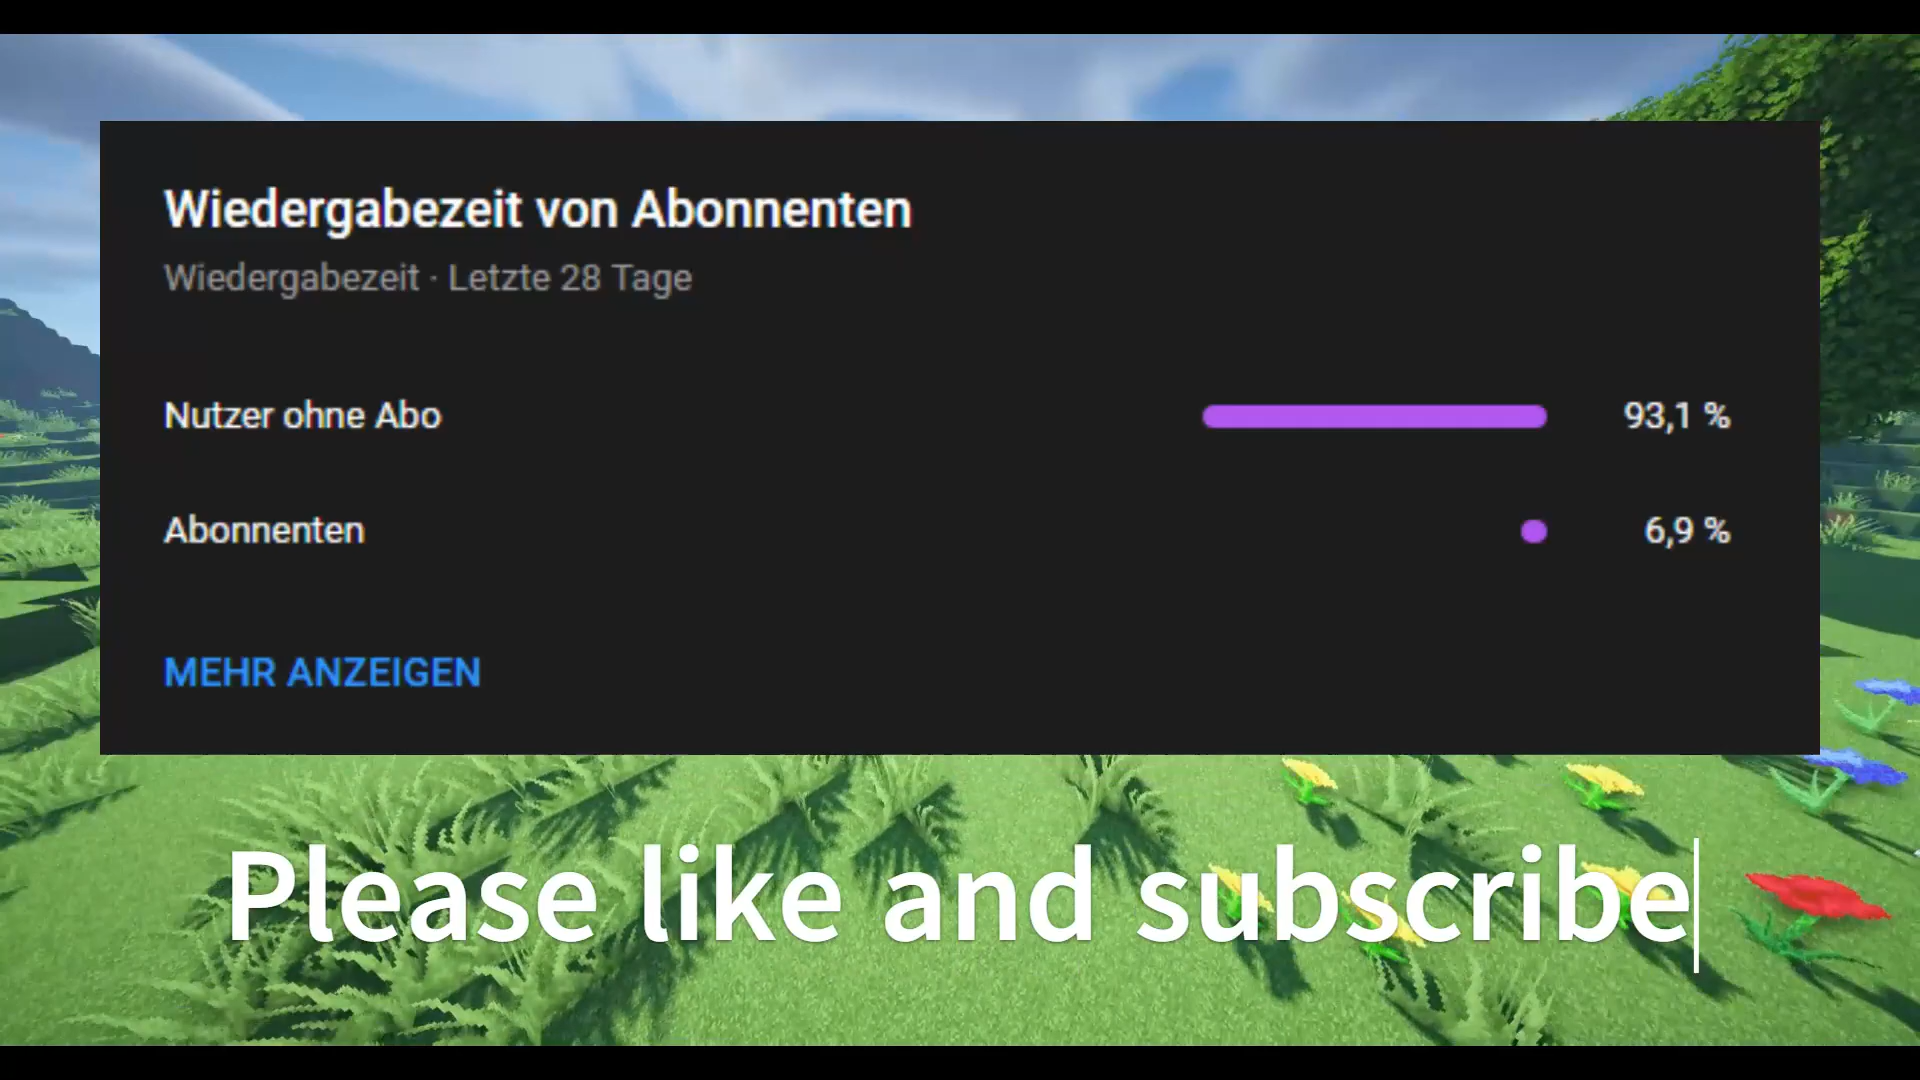 Wiedergabezeit von Abonnenten
Wiedergabezeit · Letzte 28 Tage
Nutzer ohne Abo 93,1 %
Abonnenten 6,9 %
MEHR ANZEIGEN
Please like and subscribe